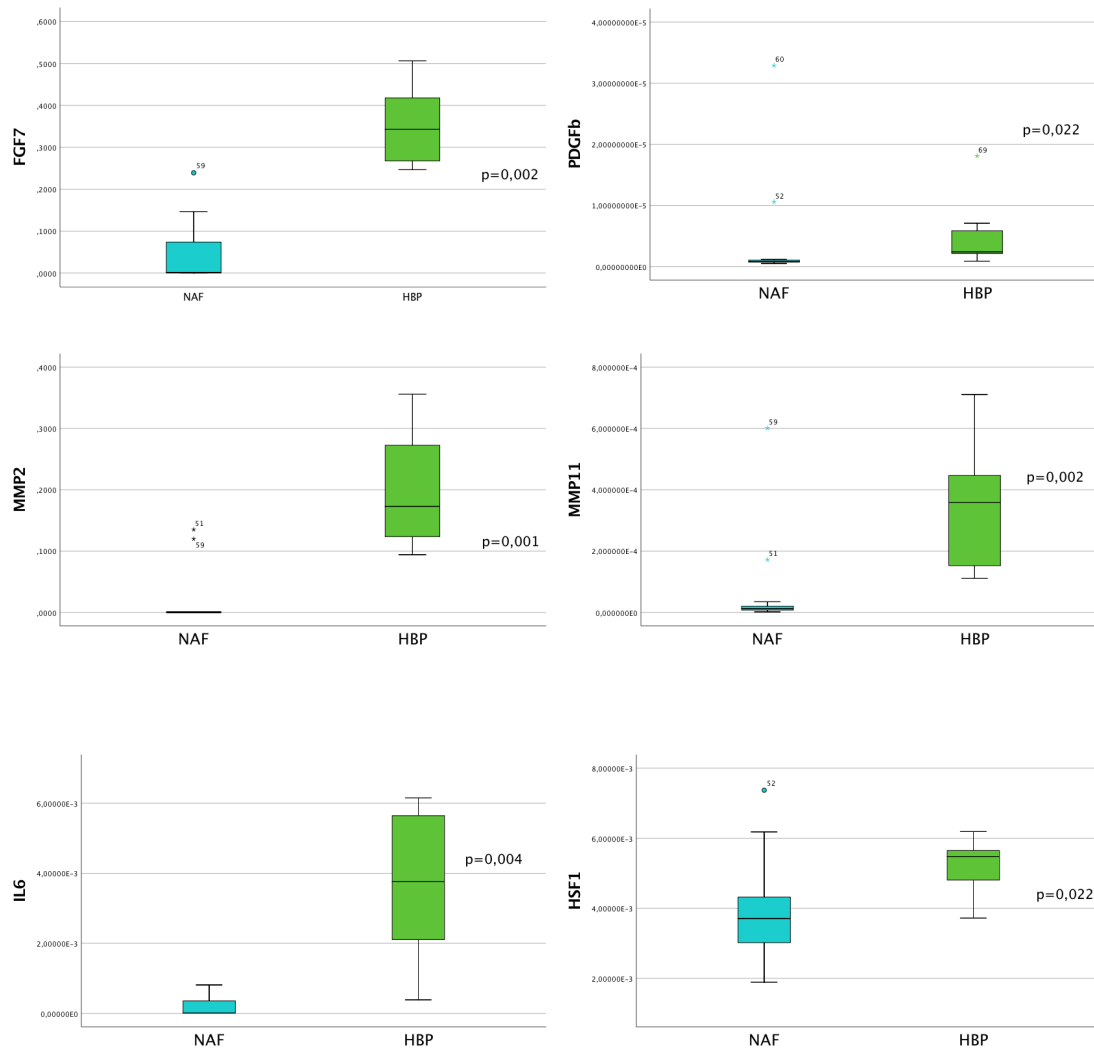 FGF7
,6000
,5000
,4000
,3000
,2000
,1000
,0000
59
p=0,002
NAF
HBP
PDGFb
4,00000000E-5
3,00000000E-5
2,00000000E-5
1,00000000E-5
0,00000000E0
60
52
69
p=0,022
NAF
HBP
MMP2
,4000
,3000
,2000
,1000
,0000
51
59
p=0,001
NAF
HBP
MMP11
8,000000E-4
6,000000E-4
4,000000E-4
2,000000E-4
0,000000E0
59
51
p=0,002
NAF
HBP
IL6
6,00000E-3
4,00000E-3
2,00000E-3
0,00000E0
p=0,004
NAF
HBP
HSF1
8,00000E-3
6,00000E-3
4,00000E-3
2,00000E-3
52
p=0,022
NAF
HBP